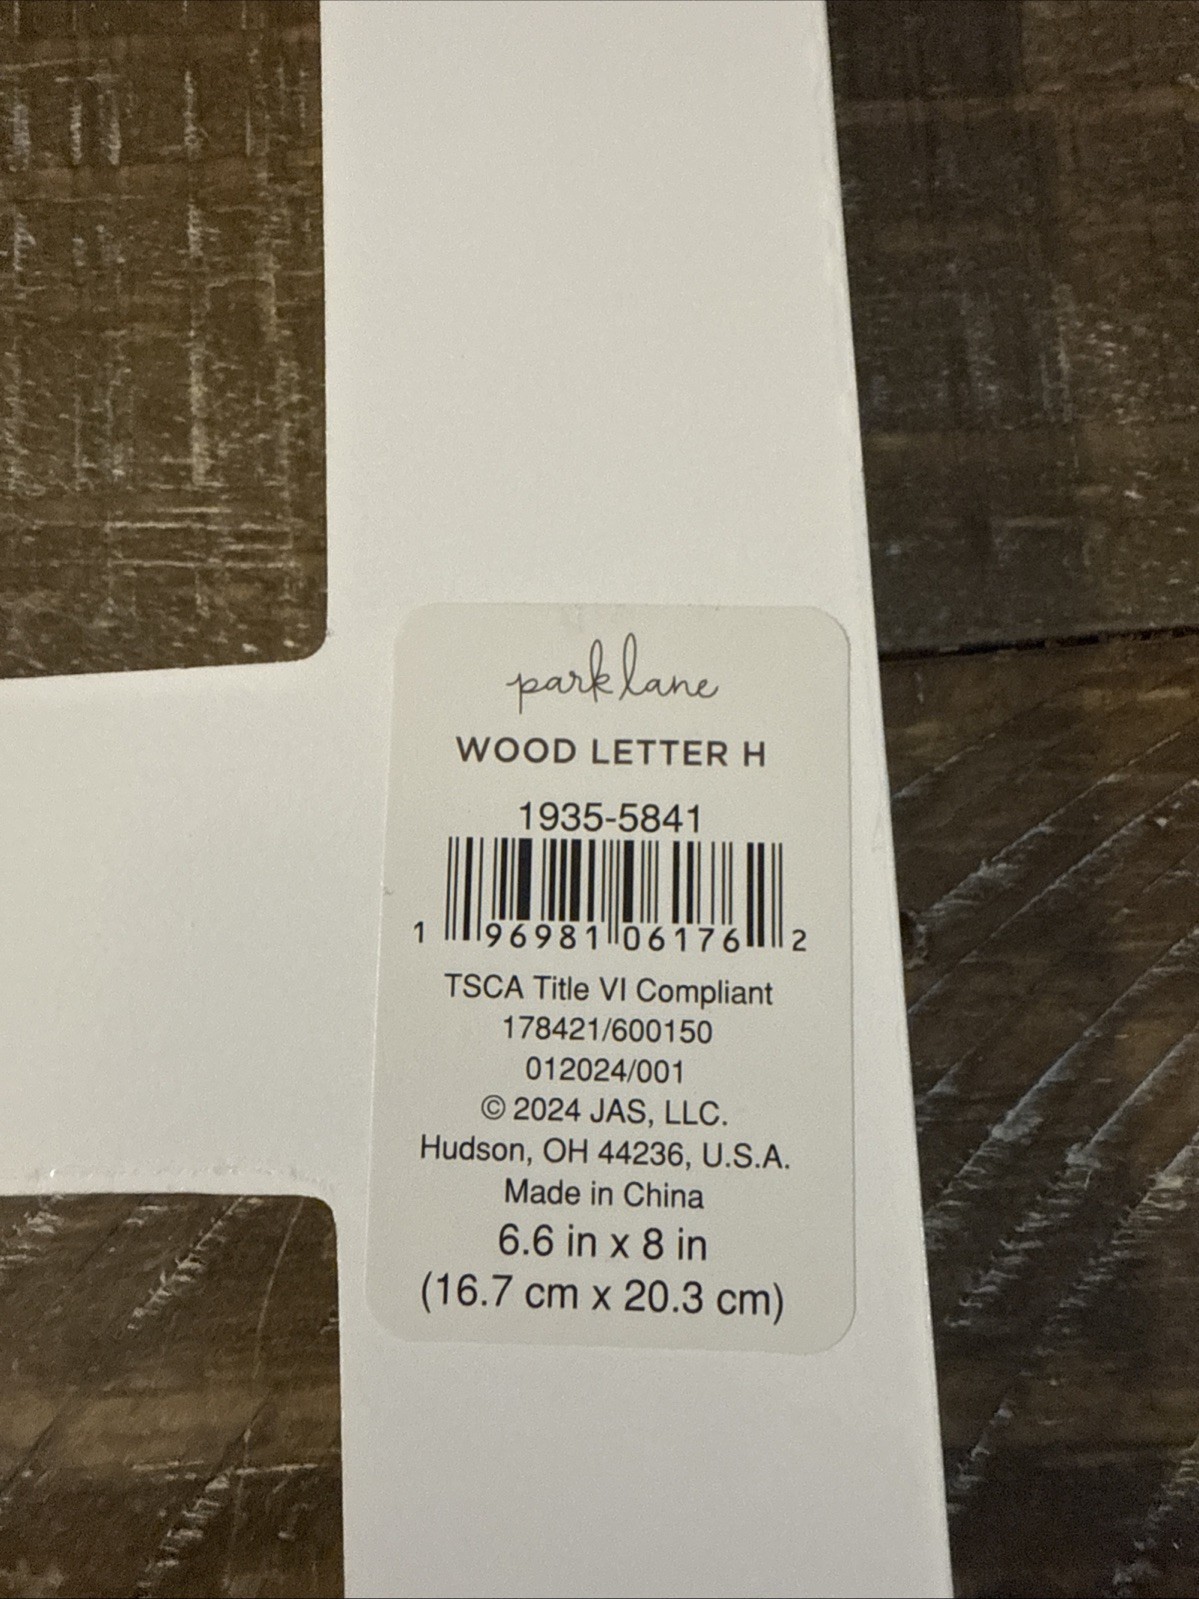 park lane
WOOD LETTER H
1935-5841
1 96981 06176 2
TSCA Title VI Compliant
178421/600150
012024/001
© 2024 JAS, LLC.
Hudson, OH 44236, U.S.A.
Made in China
6.6 in x 8 in
(16.7 cm x 20.3 cm)